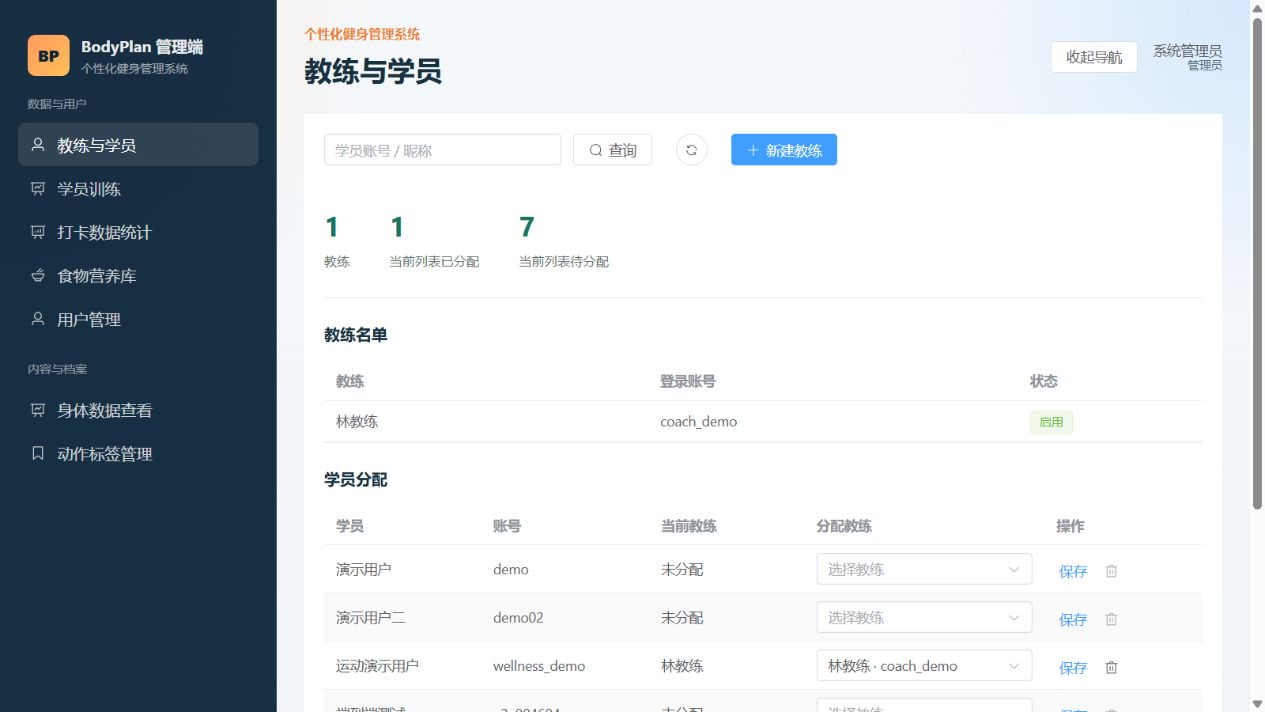 BP
BodyPlan 管理端
个性化健身管理系统
数据与用户
教练与学员
学员训练
打卡数据统计
食物营养库
用户管理
内容与档案
身体数据查看
动作标签管理
个性化健身管理系统
教练与学员
收起导航
系统管理员
管理员
学员账号 / 昵称
查询
新建教练
1 1 7
教练 当前列表已分配 当前列表待分配
教练名单
教练 登录账号 状态
林教练 coach_demo 启用
学员分配
学员 账号 当前教练 分配教练 操作
演示用户 demo 未分配 选择教练 保存
演示用户二 demo02 未分配 选择教练 保存
运动演示用户 wellness_demo 林教练 林教练 · coach_demo 保存
未分配 选择教练 保存